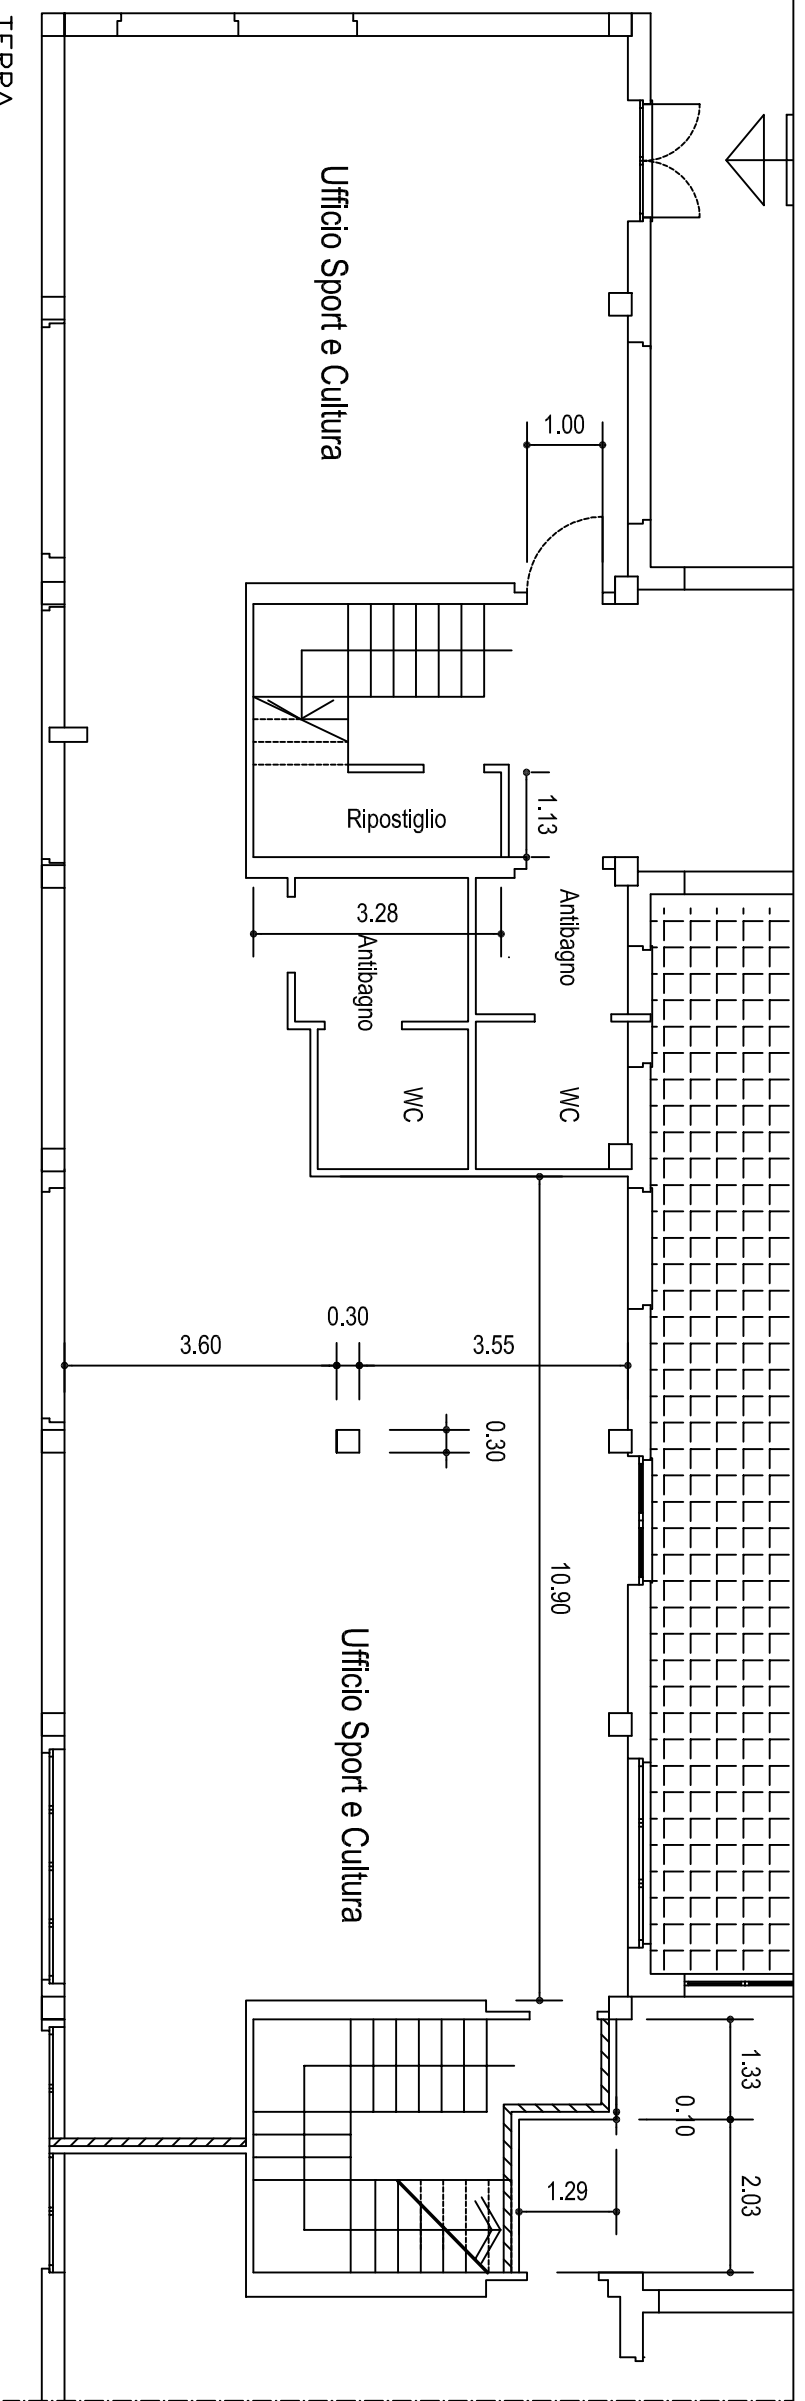 TERRA
Ufficio Sport e Cultura
1.00
Ripostiglio
1.13
3.28
Antibagno
Antibagno
WC
WC
3.60
0.30
3.55
0.30
10.90
Ufficio Sport e Cultura
1.33
0.10
2.03
1.29